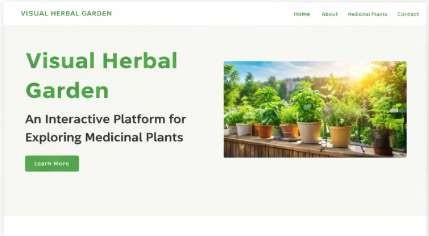 VISUAL HERBAL GARDEN
Home About Medicinal Plants Contact
Visual Herbal
Garden
An Interactive Platform for
Exploring Medicinal Plants
Learn More